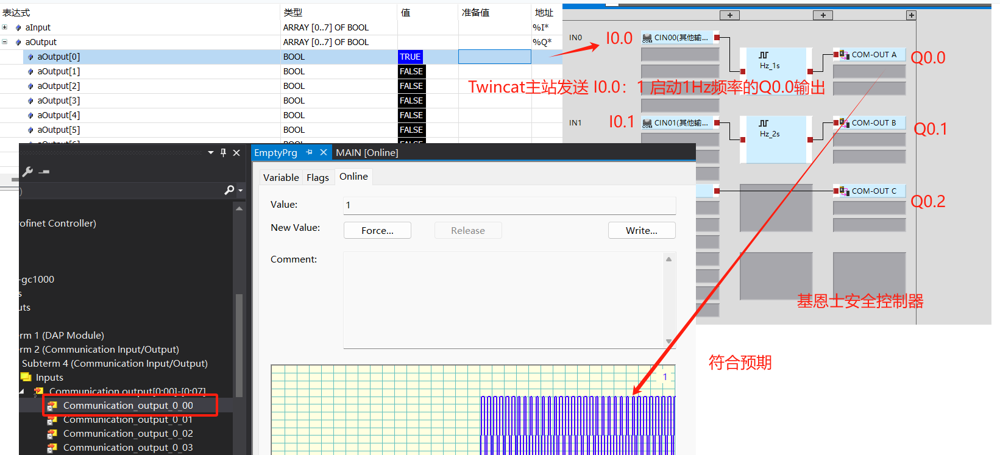 表达式 类型 值 准备值 地址
aInput ARRAY [0..7] OF BOOL %I*
aOutput ARRAY [0..7] OF BOOL %Q*
aOutput[0] BOOL TRUE
aOutput[1] BOOL FALSE
aOutput[2] BOOL FALSE
aOutput[3] BOOL FALSE
aOutput[4] BOOL FALSE
aOutput[5] BOOL FALSE
IN0 I0.0 CIN00(其他输...
COM
Hz_1s
COM-OUT A Q0.0
Twincat主站发送 I0.0：1 启动1Hz频率的Q0.0输出
IN1 I0.1 CIN01(其他输...
COM
Hz_2s
COM-OUT B Q0.1
COM-OUT C Q0.2
基恩士安全控制器
符合预期
EmptyPrg MAIN [Online]
Variable Flags Online
Value: 1
New Value: Force... Release Write...
Comment:
1
)
rofinet Controller)
-gc1000
s
uts
erm 1 (DAP Module)
erm 2 (Communication Input/Output)
Subterm 4 (Communication Input/Output)
Inputs
Communication output[0:00]-[0:07]
Communication_output_0_00
Communication_output_0_01
Communication_output_0_02
Communication_output_0_03